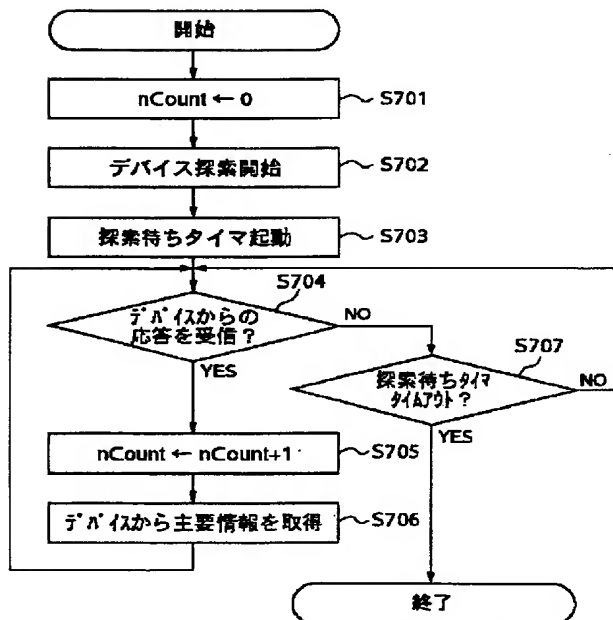 開始
nCount ← 0
S701
デバイス探索開始
S702
探索待ちタイマ起動
S703
S704
デバイスからの
応答を受信?
NO
YES
S707
探索待ちタイマ
タイムアウト?
NO
YES
nCount ← nCount+1
S705
デバイスから主要情報を取得
S706
終了